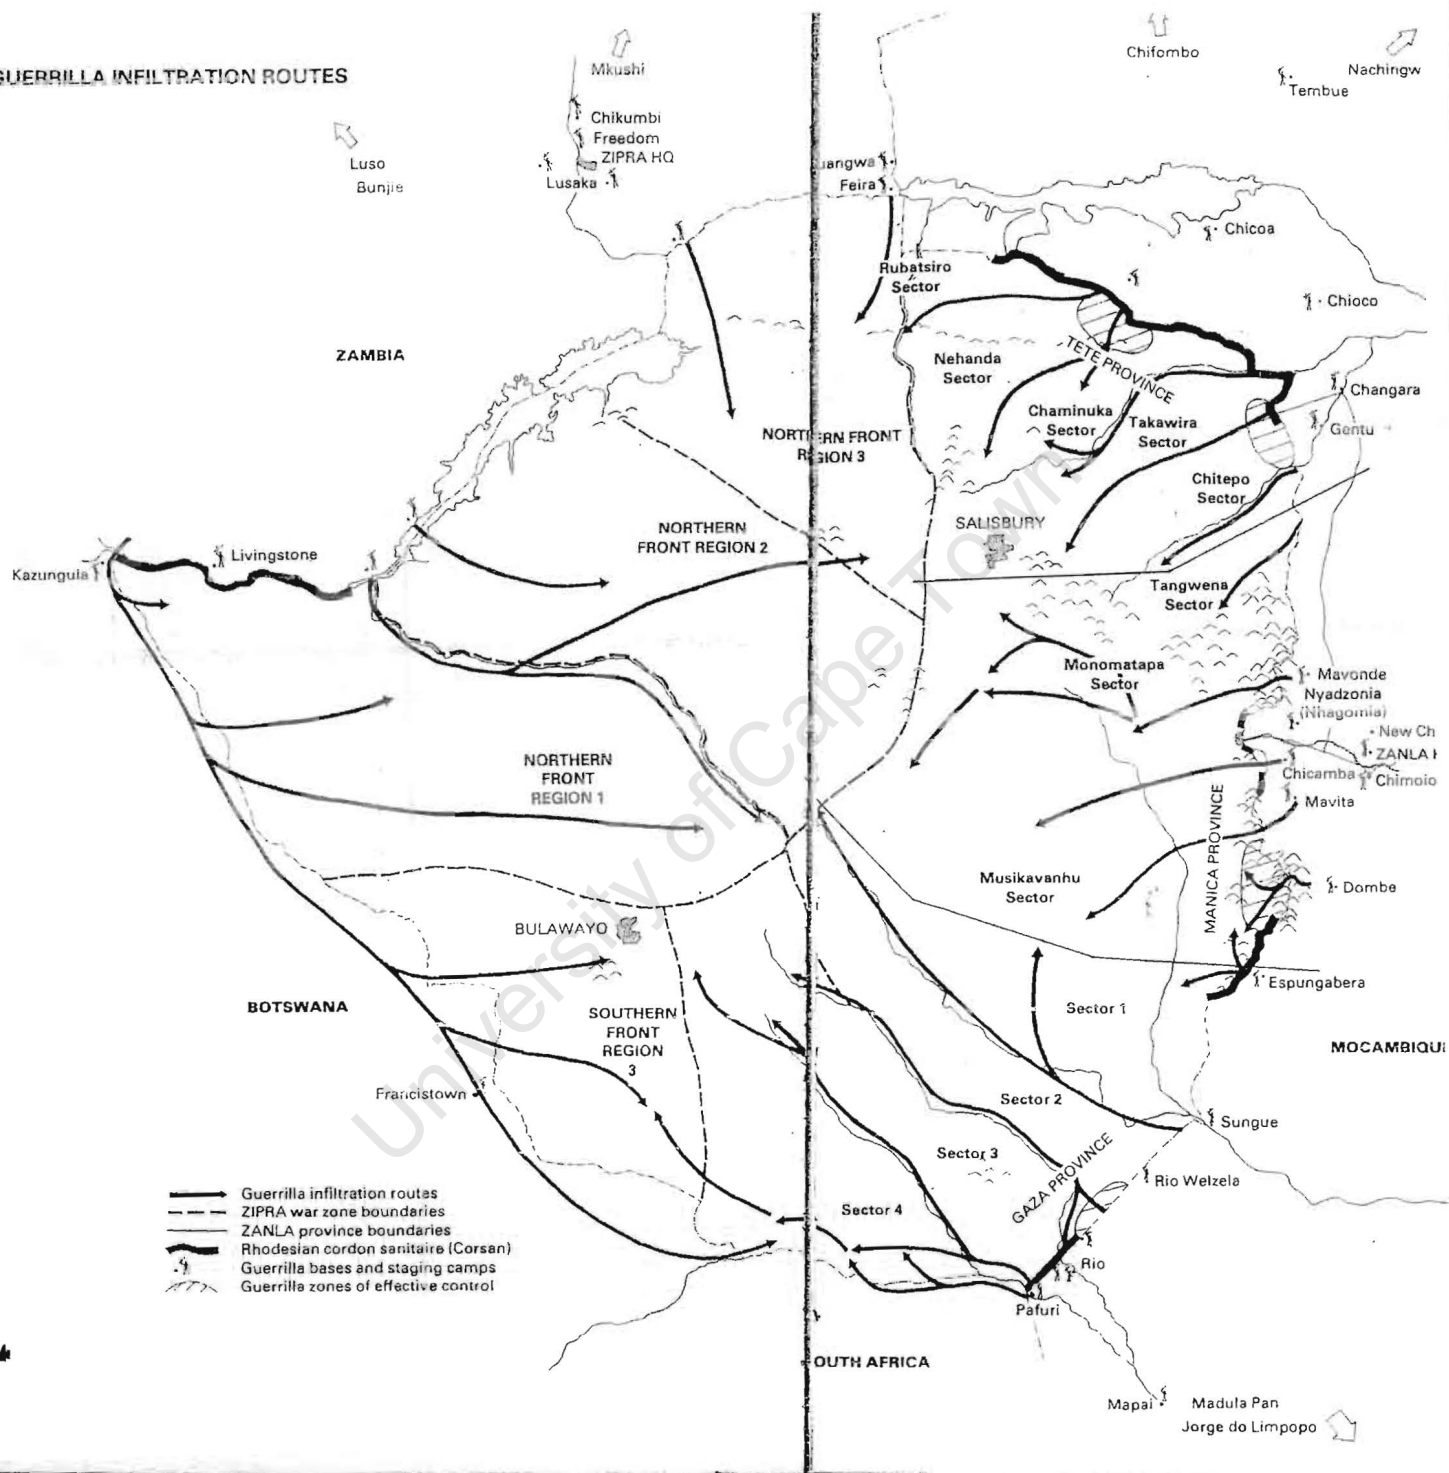 GUERRILLA INFILTRATION ROUTES
Mkushi
Chifombo
Nachingw
Tembue
Luso
Bunjie
Chikumbi
Freedom
ZIPRA HQ
Lusaka
uangwa
Feira
Chicoa
Chioco
Rubatsiro
Sector
ZAMBIA
Nehanda
Sector
TETE PROVINCE
Changara
Gentu
Chaminuka
Sector
Takawira
Sector
NORTHERN FRONT
REGION 3
Chitepo
Sector
SALISBURY
NORTHERN
FRONT REGION 2
Livingstone
Kazungula
Tangwena
Sector
Monomatapa
Sector
Mavonde
Nyadzonia
(Nhagomia)
New Ch
ZANLA H
Chicamba
Chimoio
Mavita
NORTHERN
FRONT
REGION 1
MANICA PROVINCE
Musikavanhu
Sector
Dombe
BULAWAYO
Espungabera
BOTSWANA
SOUTHERN
FRONT
REGION
3
Sector 1
MOCAMBIQUE
Francistown
Sector 2
Sungue
Sector 3
GAZA PROVINCE
Rio Welzela
Sector 4
Rio
Pafuri
Guerrilla infiltration routes
ZIPRA war zone boundaries
ZANLA province boundaries
Rhodesian cordon sanitaire (Corsan)
Guerrilla bases and staging camps
Guerrilla zones of effective control
OUTH AFRICA
Mapai
Madula Pan
Jorge do Limpopo
University of Cape Town